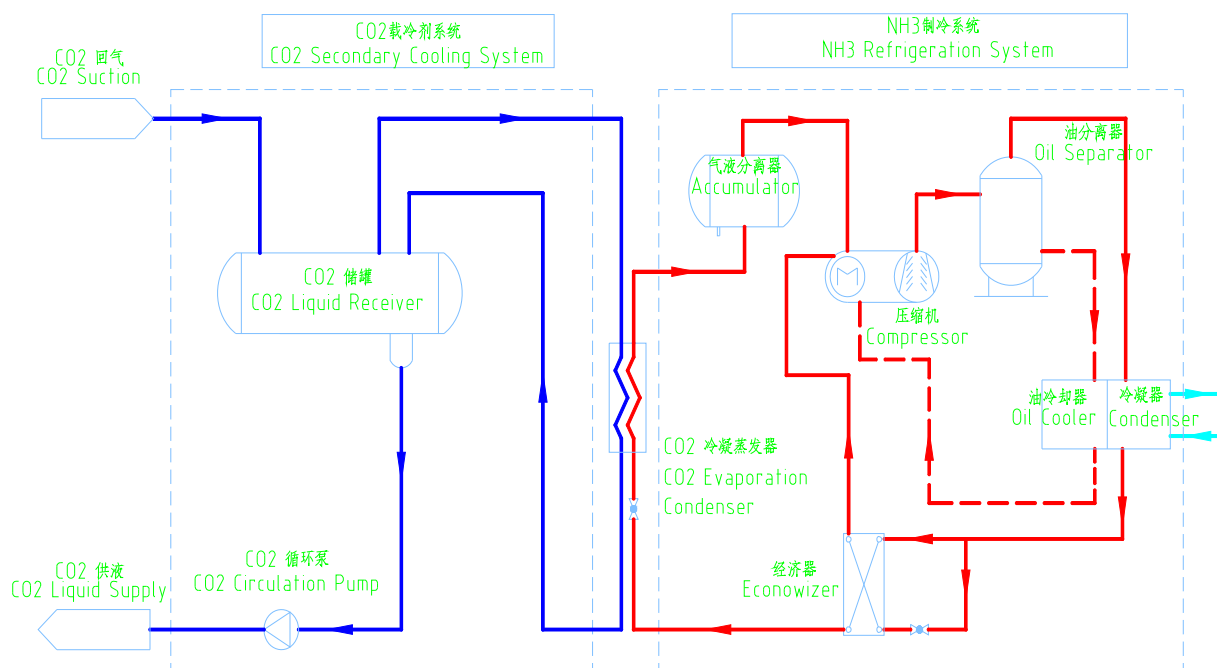 CO2载冷剂系统
CO2 Secondary Cooling System
NH3制冷系统
NH3 Refrigeration System
CO2 回气
CO2 Suction
油分离器
Oil Separator
气液分离器
Accumulator
CO2 储罐
CO2 Liquid Receiver
压缩机
Compressor
油冷却器
Oil Cooler
冷凝器
Condenser
CO2 冷凝蒸发器
CO2 Evaporation
Condenser
CO2 循环泵
CO2 Circulation Pump
CO2 供液
CO2 Liquid Supply
经济器
Econowizer